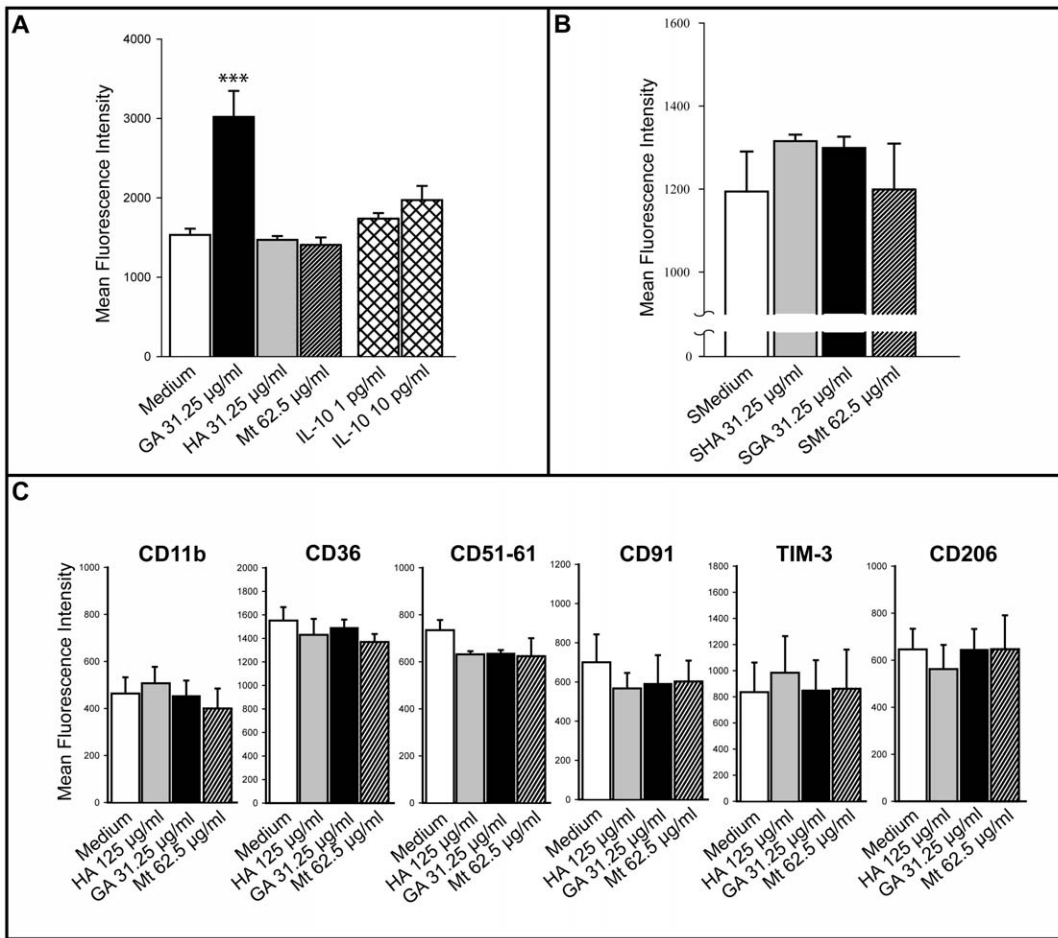 A
Mean Fluorescence Intensity
4000
3000
2000
1000
0
***
Medium
GA 31.25 µg/ml
HA 31.25 µg/ml
Mt 62.5 µg/ml
IL-10 1 pg/ml
IL-10 10 pg/ml
B
Mean Fluorescence Intensity
1600
1400
1200
1000
0
SMedium
SHA 31.25 µg/ml
SGA 31.25 µg/ml
SMt 62.5 µg/ml
C
Mean Fluorescence Intensity
CD11b
1000
800
600
400
200
0
Medium
HA 125 µg/ml
GA 31.25 µg/ml
Mt 62.5 µg/ml
CD36
2000
1800
1600
1400
1200
1000
800
600
400
200
0
Medium
HA 125 µg/ml
GA 31.25 µg/ml
Mt 62.5 µg/ml
CD51-61
1000
800
600
400
200
0
Medium
HA 125 µg/ml
GA 31.25 µg/ml
Mt 62.5 µg/ml
CD91
1200
1000
800
600
400
200
0
Medium
HA 125 µg/ml
GA 31.25 µg/ml
Mt 62.5 µg/ml
TIM-3
1800
1600
1400
1200
1000
800
600
400
200
0
Medium
HA 125 µg/ml
GA 31.25 µg/ml
Mt 62.5 µg/ml
CD206
1000
800
600
400
200
0
Medium
HA 125 µg/ml
GA 31.25 µg/ml
Mt 62.5 µg/ml